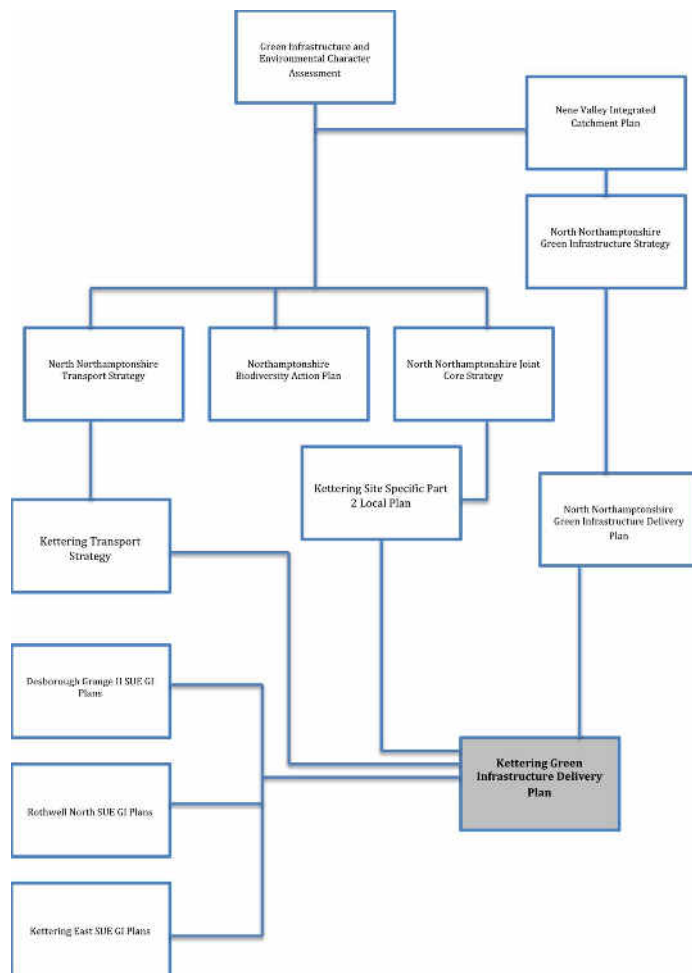 Green Infrastructure and
Environmental Character
Assessment
Nene Valley Integrated
Catchment Plan
North Northamptonshire
Green Infrastructure Strategy
North Northamptonshire
Transport Strategy
Northamptonshire
Biodiversity Action Plan
North Northamptonshire Joint
Core Strategy
Kettering Site Specific Part
2 Local Plan
North Northamptonshire
Green Infrastructure Delivery
Plan
Kettering Transport
Strategy
Desborough Grange II SUE GI
Plans
Kettering Green
Infrastructure Delivery
Plan
Rothwell North SUE GI Plans
Kettering East SUE GI Plans